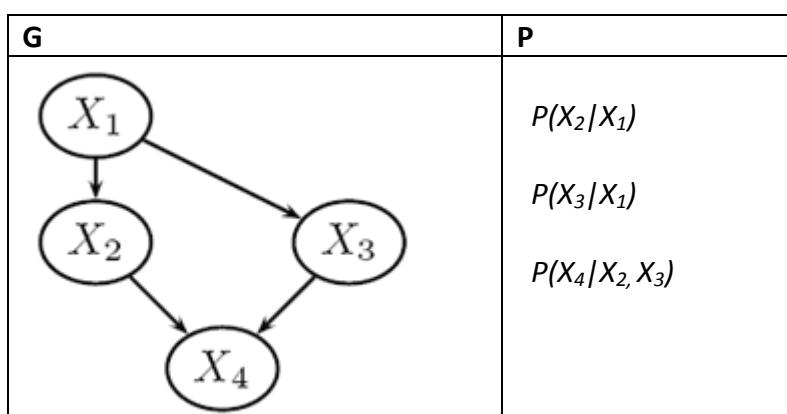 G
P
X₁
P(X₂|X₁)
P(X₃|X₁)
X₂
X₃
P(X₄|X₂, X₃)
X₄